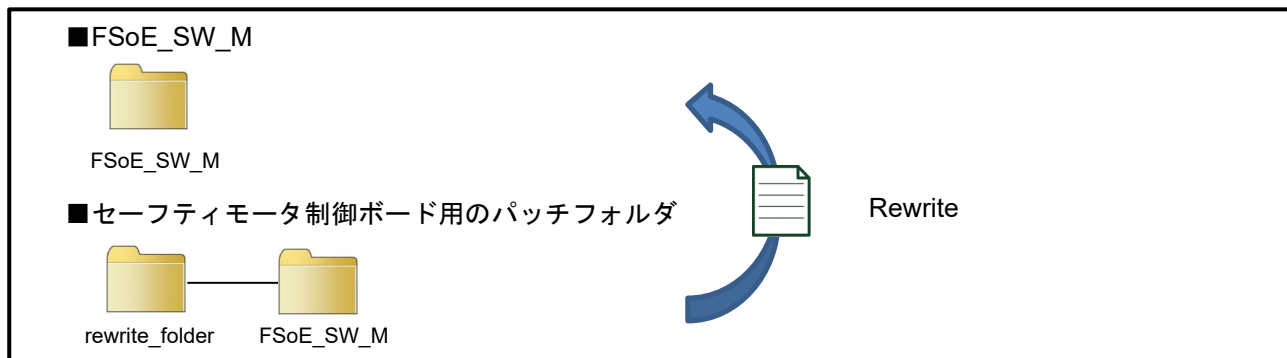 ■FSoE_SW_M
FSoE_SW_M
■セーフティモータ制御ボード用のパッチフォルダ
Rewrite
rewrite_folder
FSoE_SW_M